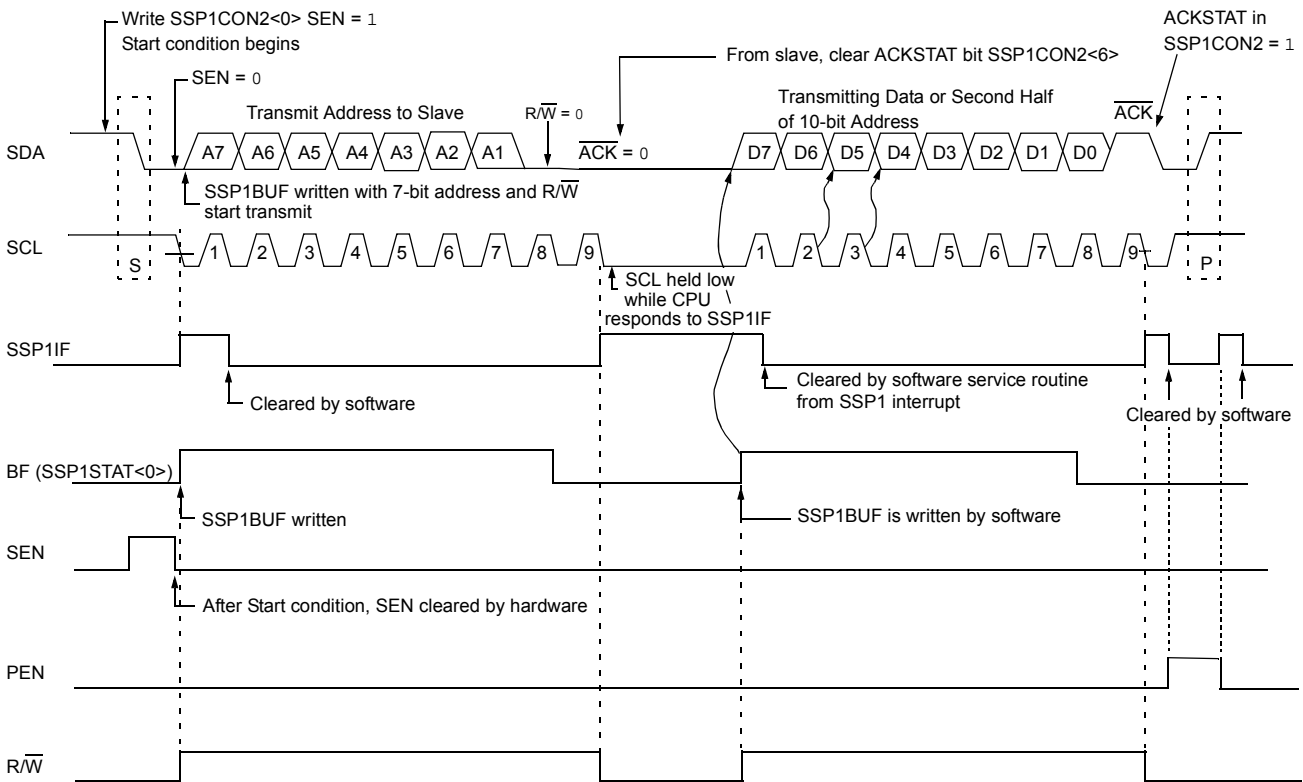 Write SSP1CON2<0> SEN = 1
Start condition begins
SEN = 0
Transmit Address to Slave
R/W̅ = 0
From slave, clear ACKSTAT bit SSP1CON2<6>
ACKSTAT in
SSP1CON2 = 1
Transmitting Data or Second Half
of 10-bit Address
A̅C̅K̅
SDA
A7 A6 A5 A4 A3 A2 A1
A̅C̅K̅ = 0
D7 D6 D5 D4 D3 D2 D1 D0
SSP1BUF written with 7-bit address and R/W̅
start transmit
SCL
S
1 2 3 4 5 6 7 8 9
1 2 3 4 5 6 7 8 9
P
SCL held low
while CPU
responds to SSP1IF
SSP1IF
Cleared by software
Cleared by software service routine
from SSP1 interrupt
Cleared by software
BF (SSP1STAT<0>)
SSP1BUF written
SSP1BUF is written by software
SEN
After Start condition, SEN cleared by hardware
PEN
R/W̅